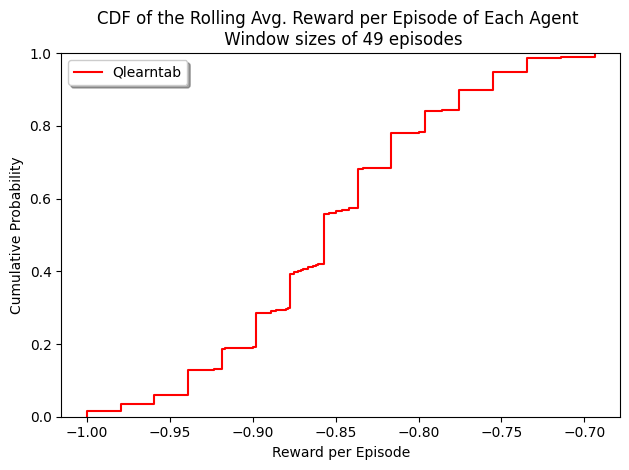 CDF of the Rolling Avg. Reward per Episode of Each Agent
Window sizes of 49 episodes
Qlearntab
1.0
0.8
0.6
0.4
0.2
0.0
Cumulative Probability
−1.00
−0.95
−0.90
−0.85
−0.80
−0.75
−0.70
Reward per Episode